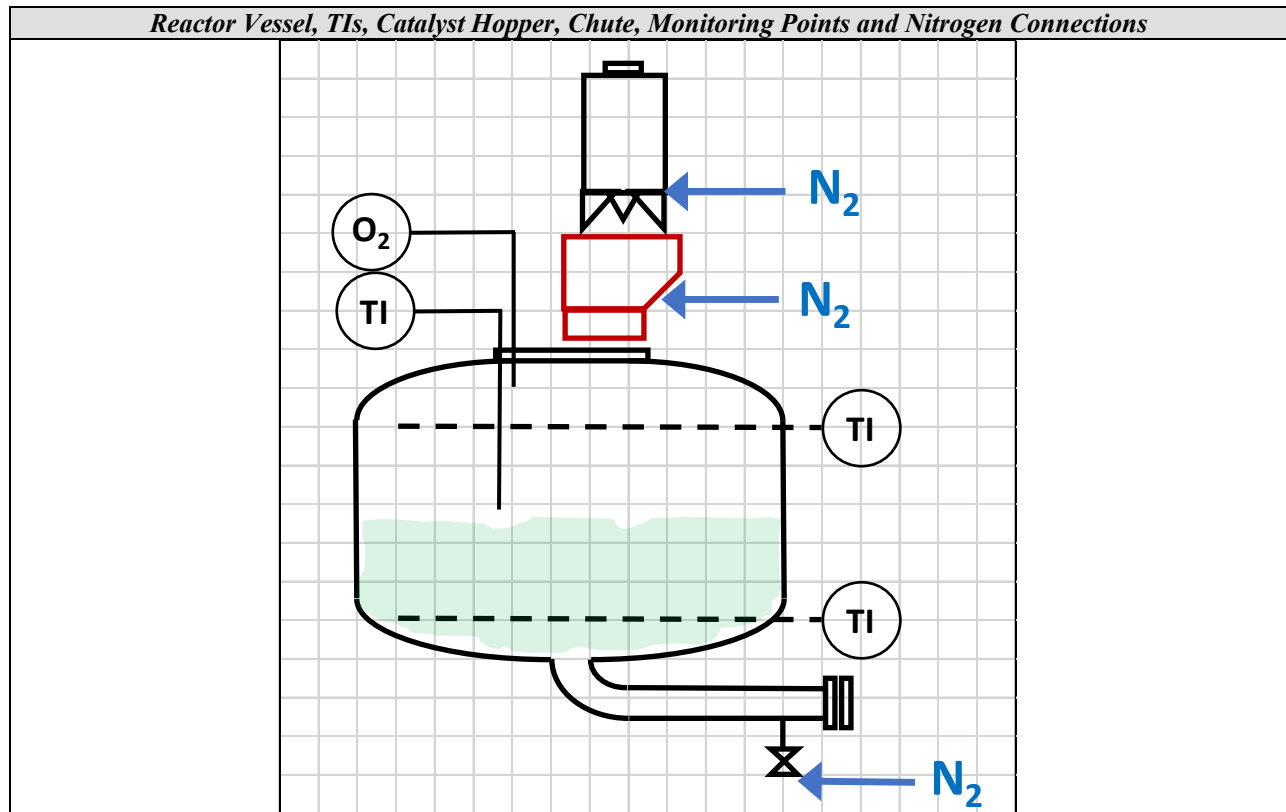 Reactor Vessel, TIs, Catalyst Hopper, Chute, Monitoring Points and Nitrogen Connections
N₂
O₂
N₂
TI
TI
TI
N₂